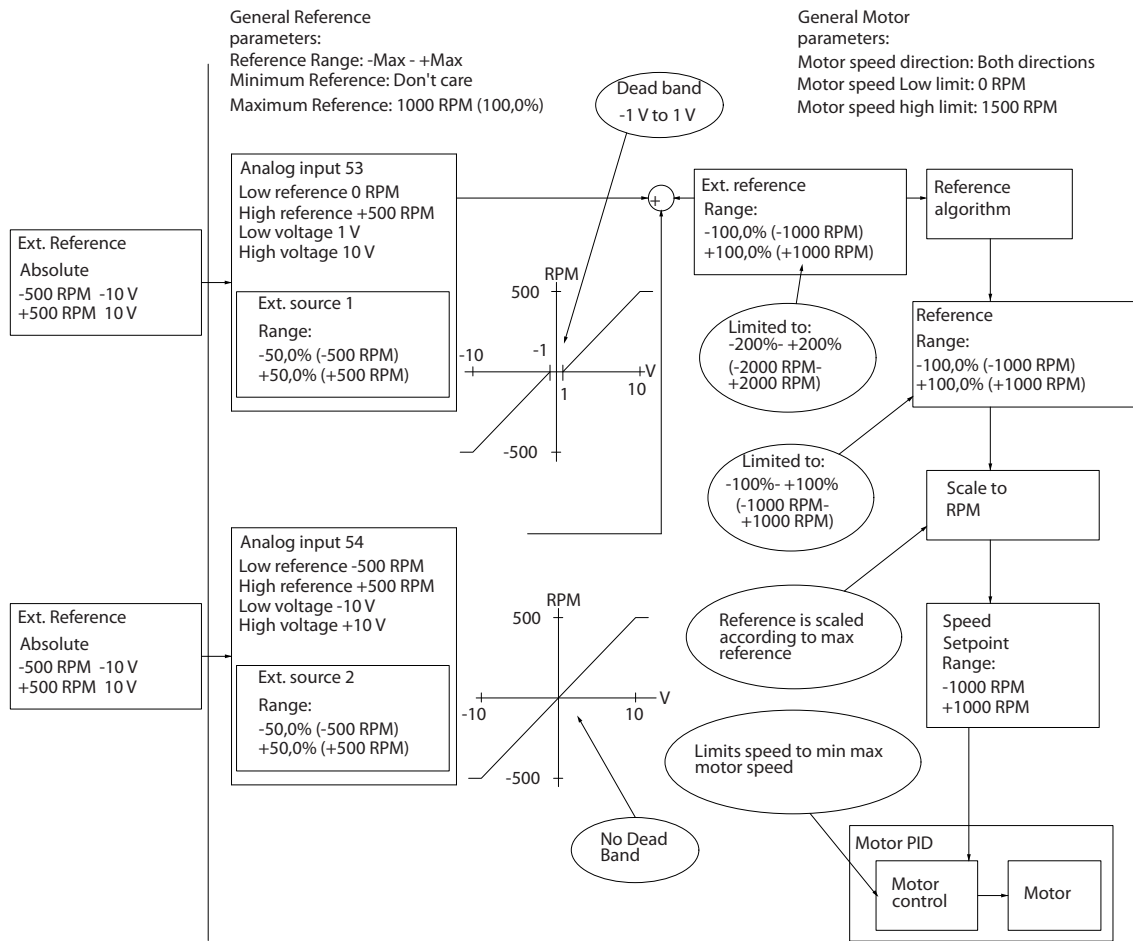 General Reference
parameters:
Reference Range: -Max - +Max
Minimum Reference: Don't care
Maximum Reference: 1000 RPM (100,0%)
General Motor
parameters:
Motor speed direction: Both directions
Motor speed Low limit: 0 RPM
Motor speed high limit: 1500 RPM
Dead band
-1 V to 1 V
Ext. Reference
Absolute
-500 RPM -10 V
+500 RPM 10 V
Analog input 53
Low reference 0 RPM
High reference +500 RPM
Low voltage 1 V
High voltage 10 V
Ext. source 1
Range:
-50,0% (-500 RPM)
+50,0% (+500 RPM)
RPM
500
-10
-1
V
1
10
-500
+
Ext. reference
Range:
-100,0% (-1000 RPM)
+100,0% (+1000 RPM)
Reference
algorithm
Limited to:
-200%- +200%
(-2000 RPM-
+2000 RPM)
Reference
Range:
-100,0% (-1000 RPM)
+100,0% (+1000 RPM)
Limited to:
-100%- +100%
(-1000 RPM-
+1000 RPM)
Scale to
RPM
Ext. Reference
Absolute
-500 RPM -10 V
+500 RPM 10 V
Analog input 54
Low reference -500 RPM
High reference +500 RPM
Low voltage -10 V
High voltage +10 V
Ext. source 2
Range:
-50,0% (-500 RPM)
+50,0% (+500 RPM)
RPM
500
V
-10
10
-500
No Dead
Band
Reference is scaled
according to max
reference
Speed
Setpoint
Range:
-1000 RPM
+1000 RPM
Limits speed to min max
motor speed
Motor PID
Motor
control
Motor